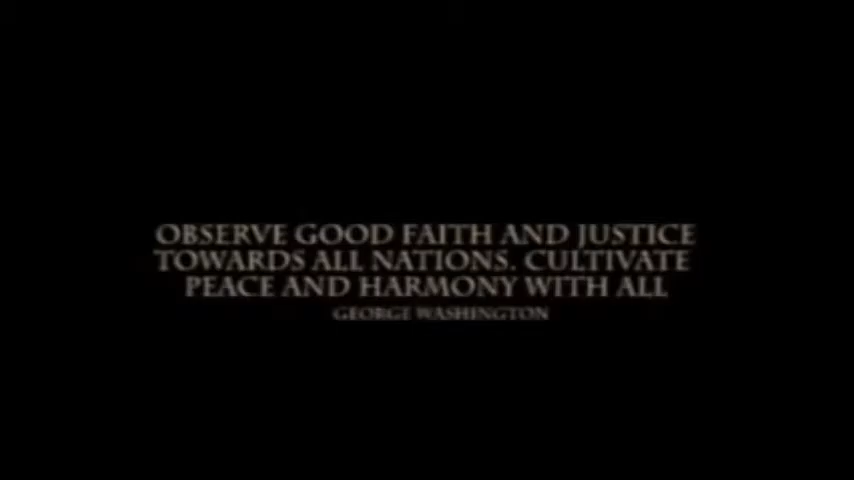 OBSERVE GOOD FAITH AND JUSTICE
TOWARDS ALL NATIONS. CULTIVATE
PEACE AND HARMONY WITH ALL
GEORGE WASHINGTON